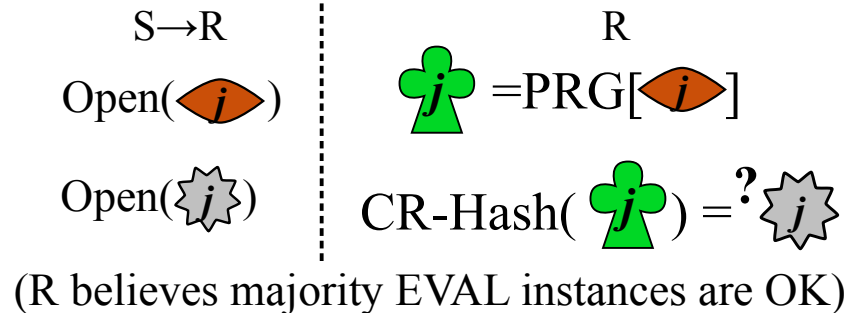 S→R
Open( j )
Open( j )
R
j =PRG[ j ]
CR-Hash( j ) =? j
(R believes majority EVAL instances are OK)